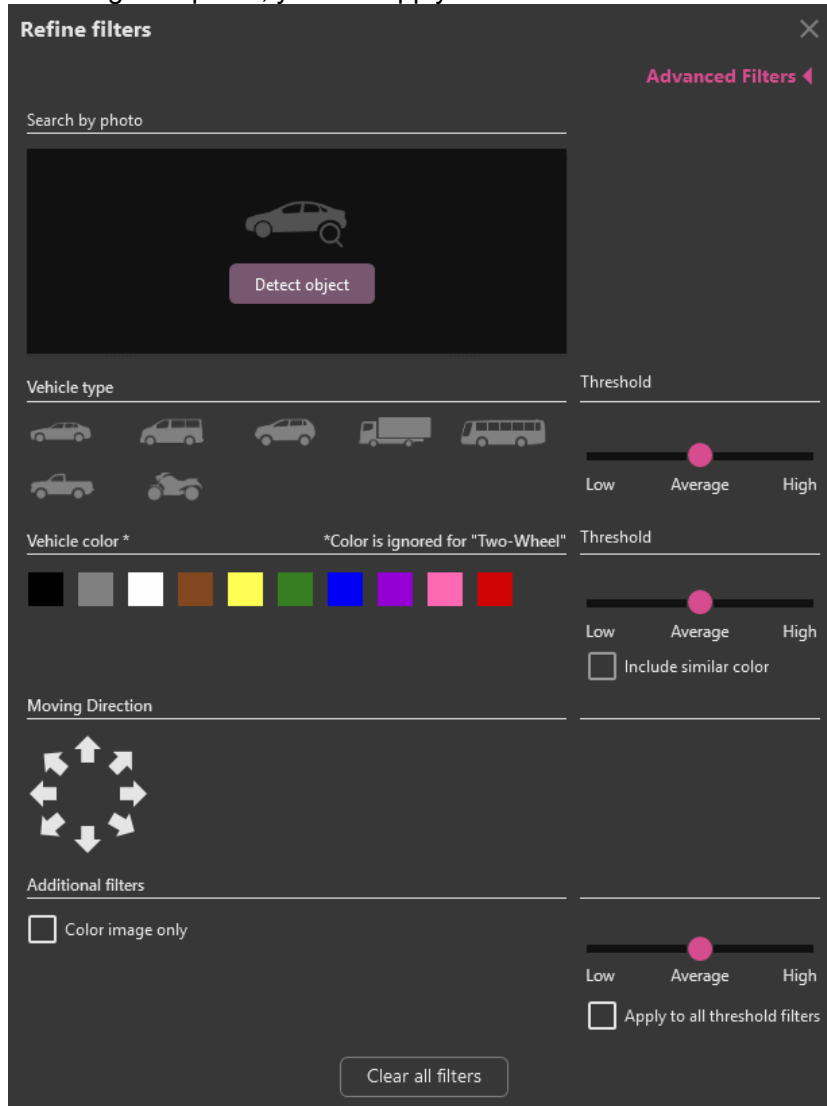 Refine filters
Advanced Filters
Search by photo
Detect object
Vehicle type
Threshold
Low Average High
Vehicle color * *Color is ignored for "Two-Wheel"
Threshold
Low Average High
Include similar color
Moving Direction
Additional filters
Color image only
Low Average High
Apply to all threshold filters
Clear all filters